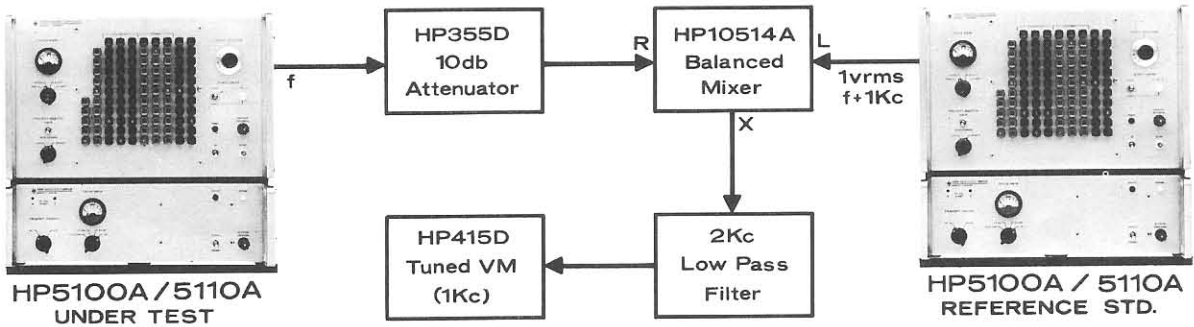 f
HP355D
10db
Attenuator
R
HP10514A
Balanced
Mixer
L
1vrms
f+1Kc
X
HP415D
Tuned VM
(1Kc)
2Kc
Low Pass
Filter
HP5100A/5110A
UNDER TEST
HP5100A / 5110A
REFERENCE STD.